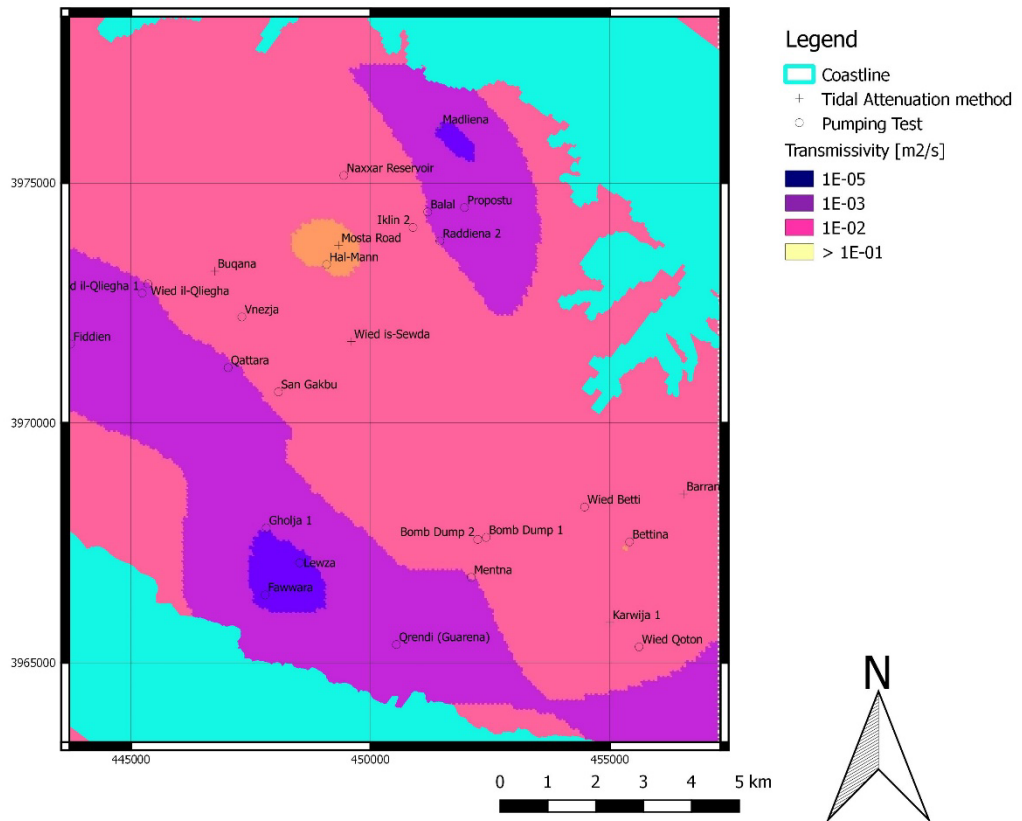 Legend
Coastline
Tidal Attenuation method
Pumping Test
Transmissivity [m2/s]
1E-05
1E-03
1E-02
> 1E-01
Madliena
3975000
Naxxar Reservoir
Balal
Propostu
Iklin 2
Raddiena 2
Mosta Road
Hal-Mann
Buqana
d il-Qliegha 1
Wied il-Qliegha
Vnezja
Fiddien
Wied is-Sewda
Qattara
San Gakbu
3970000
Barran
Wied Betti
Gholja 1
Bomb Dump 2
Bomb Dump 1
Bettina
Lewza
Mentna
Fawwara
Karwija 1
Qrendi (Guarena)
Wied Qoton
3965000
445000
450000
455000
N
0 1 2 3 4 5 km